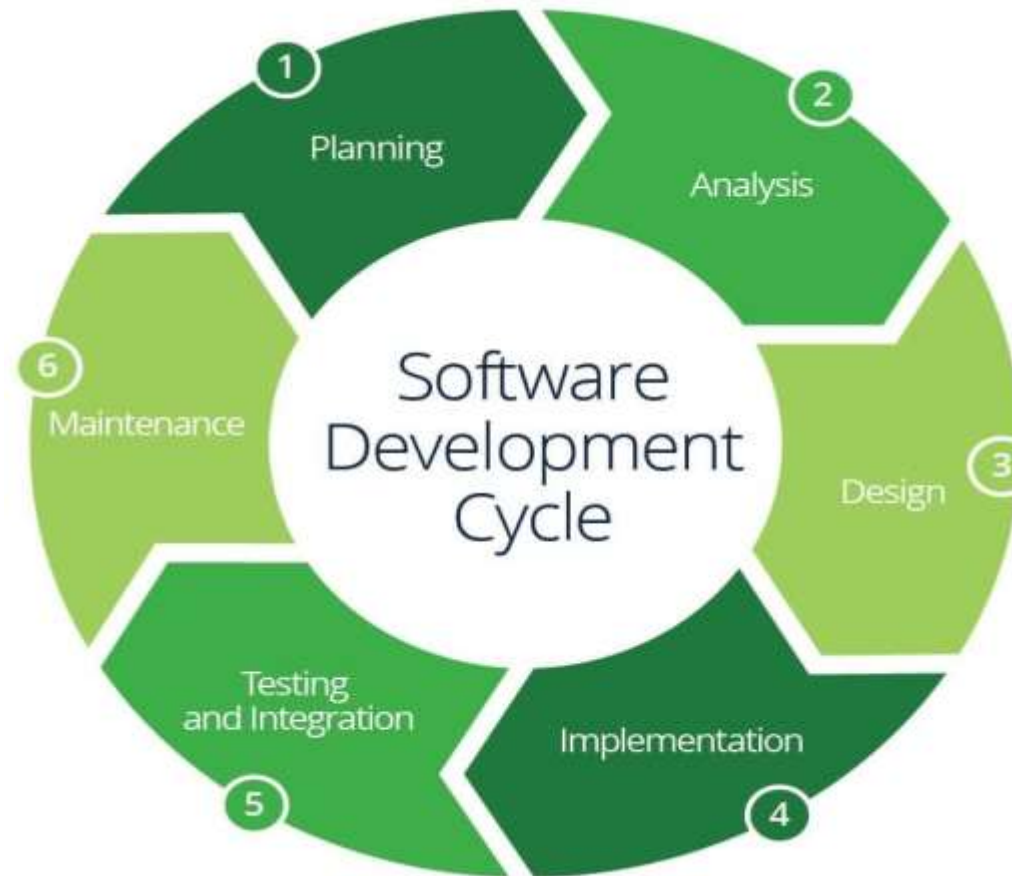 1
Planning
2
Analysis
3
Design
4
Implementation
5
Testing
and Integration
6
Maintenance
Software
Development
Cycle